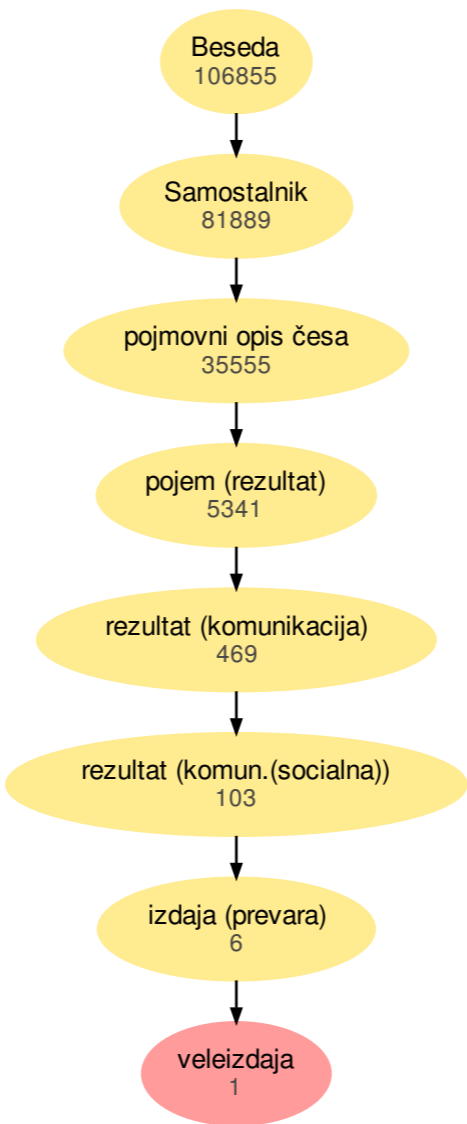 Beseda
106855
Samostalnik
81889
pojmovni opis česa
35555
pojem (rezultat)
5341
rezultat (komunikacija)
469
rezultat (komun.(socialna))
103
izdaja (prevara)
6
veleizdaja
1